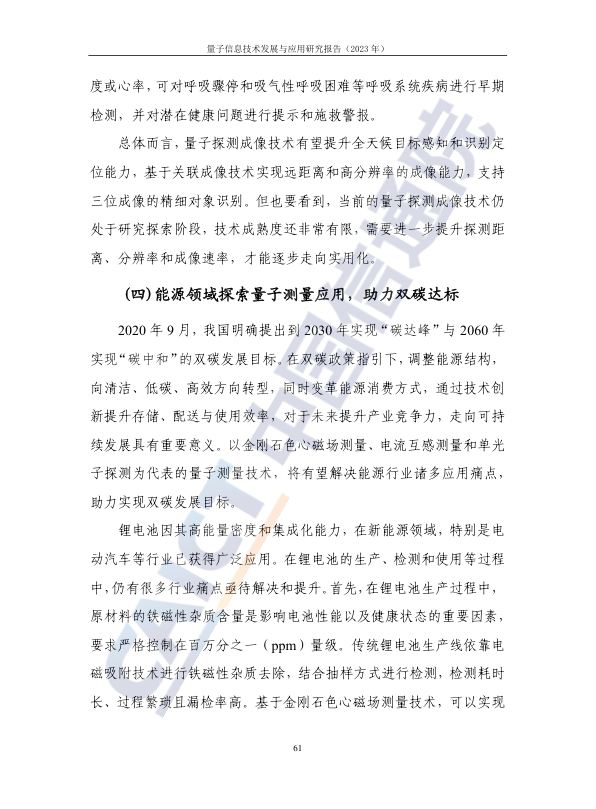 量子信息技术发展与应用研究报告（2023 年）
度或心率，可对呼吸骤停和吸气性呼吸困难等呼吸系统疾病进行早期
检测，并对潜在健康问题进行提示和施救警报。
总体而言，量子探测成像技术有望提升全天候目标感知和识别定
位能力，基于关联成像技术实现远距离和高分辨率的成像能力，支持
三位成像的精细对象识别。但也要看到，当前的量子探测成像技术仍
处于研究探索阶段，技术成熟度还非常有限，需要进一步提升探测距
离、分辨率和成像速率，才能逐步走向实用化。
(四)能源领域探索量子测量应用，助力双碳达标
2020 年 9 月，我国明确提出到 2030 年实现“碳达峰”与 2060 年
实现“碳中和”的双碳发展目标。在双碳政策指引下，调整能源结构，
向清洁、低碳、高效方向转型，同时变革能源消费方式，通过技术创
新提升存储、配送与使用效率，对于未来提升产业竞争力，走向可持
续发展具有重要意义。以金刚石色心磁场测量、电流互感测量和单光
子探测为代表的量子测量技术，将有望解决能源行业诸多应用痛点，
助力实现双碳发展目标。
锂电池因其高能量密度和集成化能力，在新能源领域，特别是电
动汽车等行业已获得广泛应用。在锂电池的生产、检测和使用等过程
中，仍有很多行业痛点亟待解决和提升。首先，在锂电池生产过程中，
原材料的铁磁性杂质含量是影响电池性能以及健康状态的重要因素，
要求严格控制在百万分之一（ppm）量级。传统锂电池生产线依靠电
磁吸附技术进行铁磁性杂质去除，结合抽样方式进行检测，检测耗时
长、过程繁琐且漏检率高。基于金刚石色心磁场测量技术，可以实现
61
CAICT 中国信通院